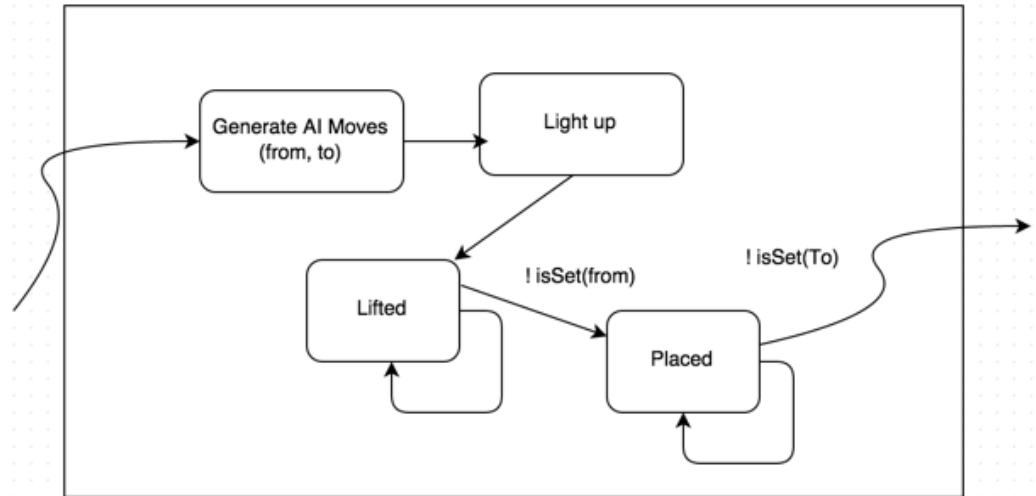 Generate AI Moves
(from, to)
Light up
! isSet(To)
! isSet(from)
Lifted
Placed